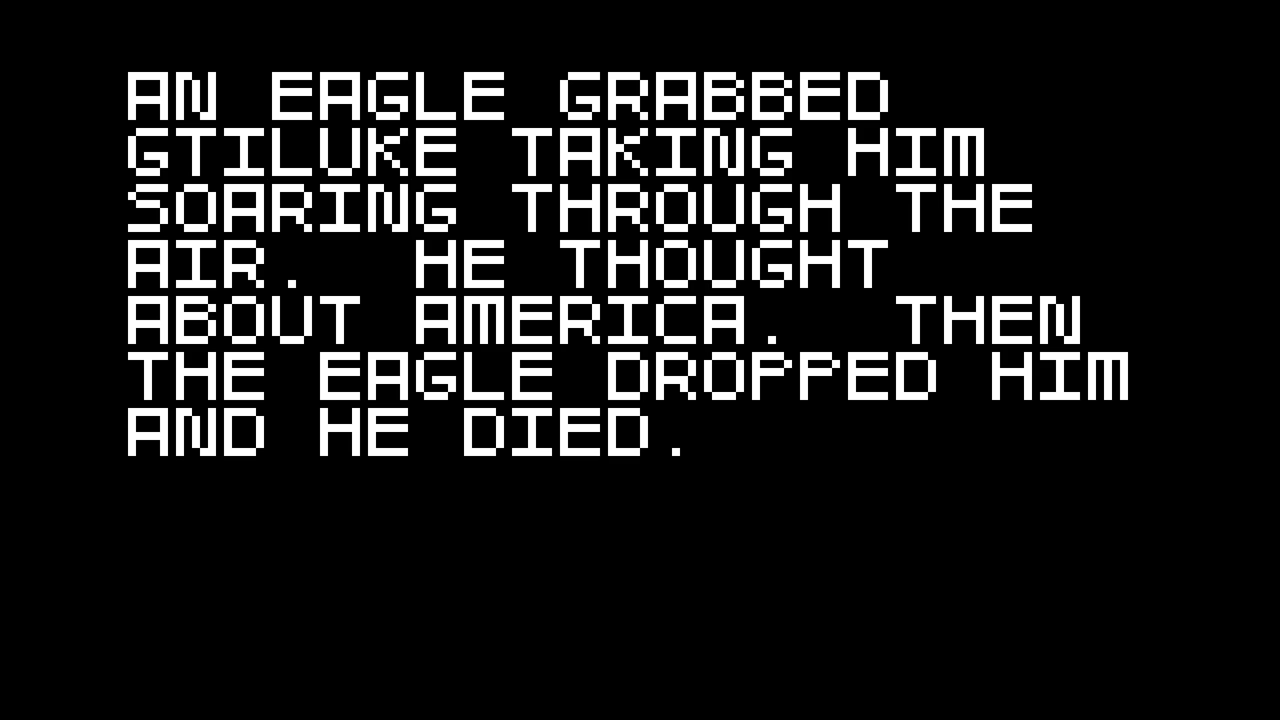 AN EAGLE GRABBED
GTILUKE TAKING HIM
SOARING THROUGH THE
AIR.  HE THOUGHT
ABOUT AMERICA.  THEN
THE EAGLE DROPPED HIM
AND HE DIED.